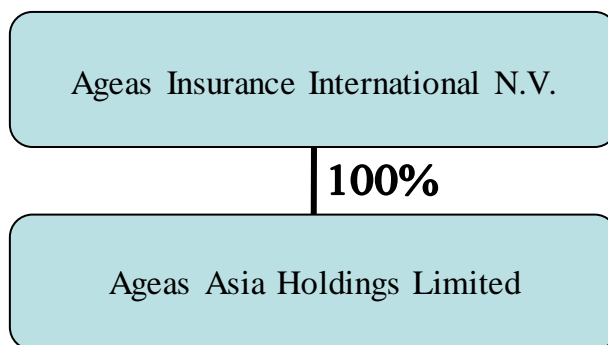 Ageas Insurance International N.V.
100%
Ageas Asia Holdings Limited